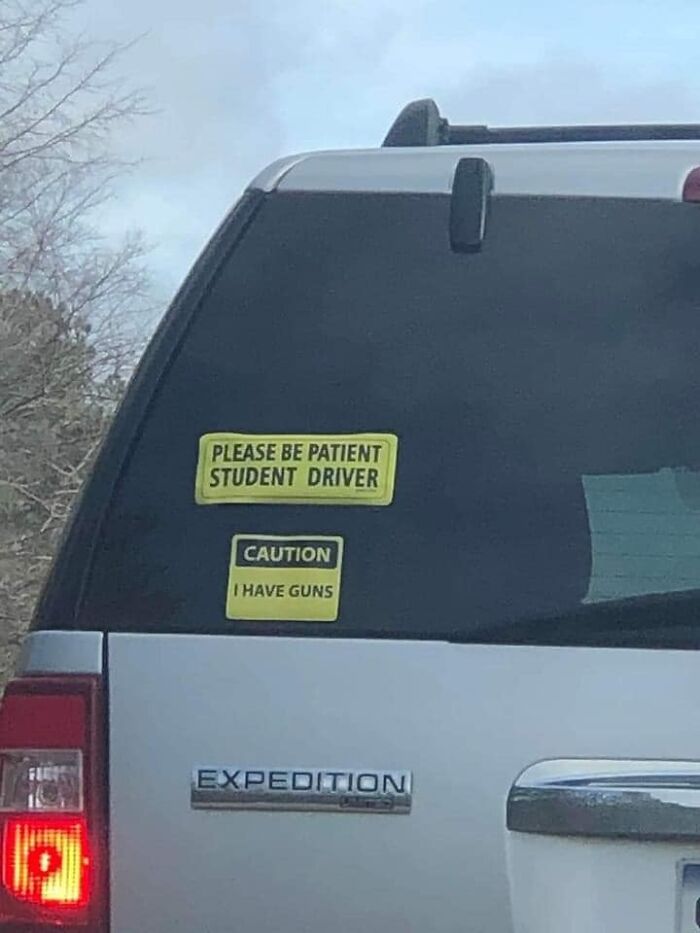 PLEASE BE PATIENT
STUDENT DRIVER
CAUTION
I HAVE GUNS
EXPEDITION